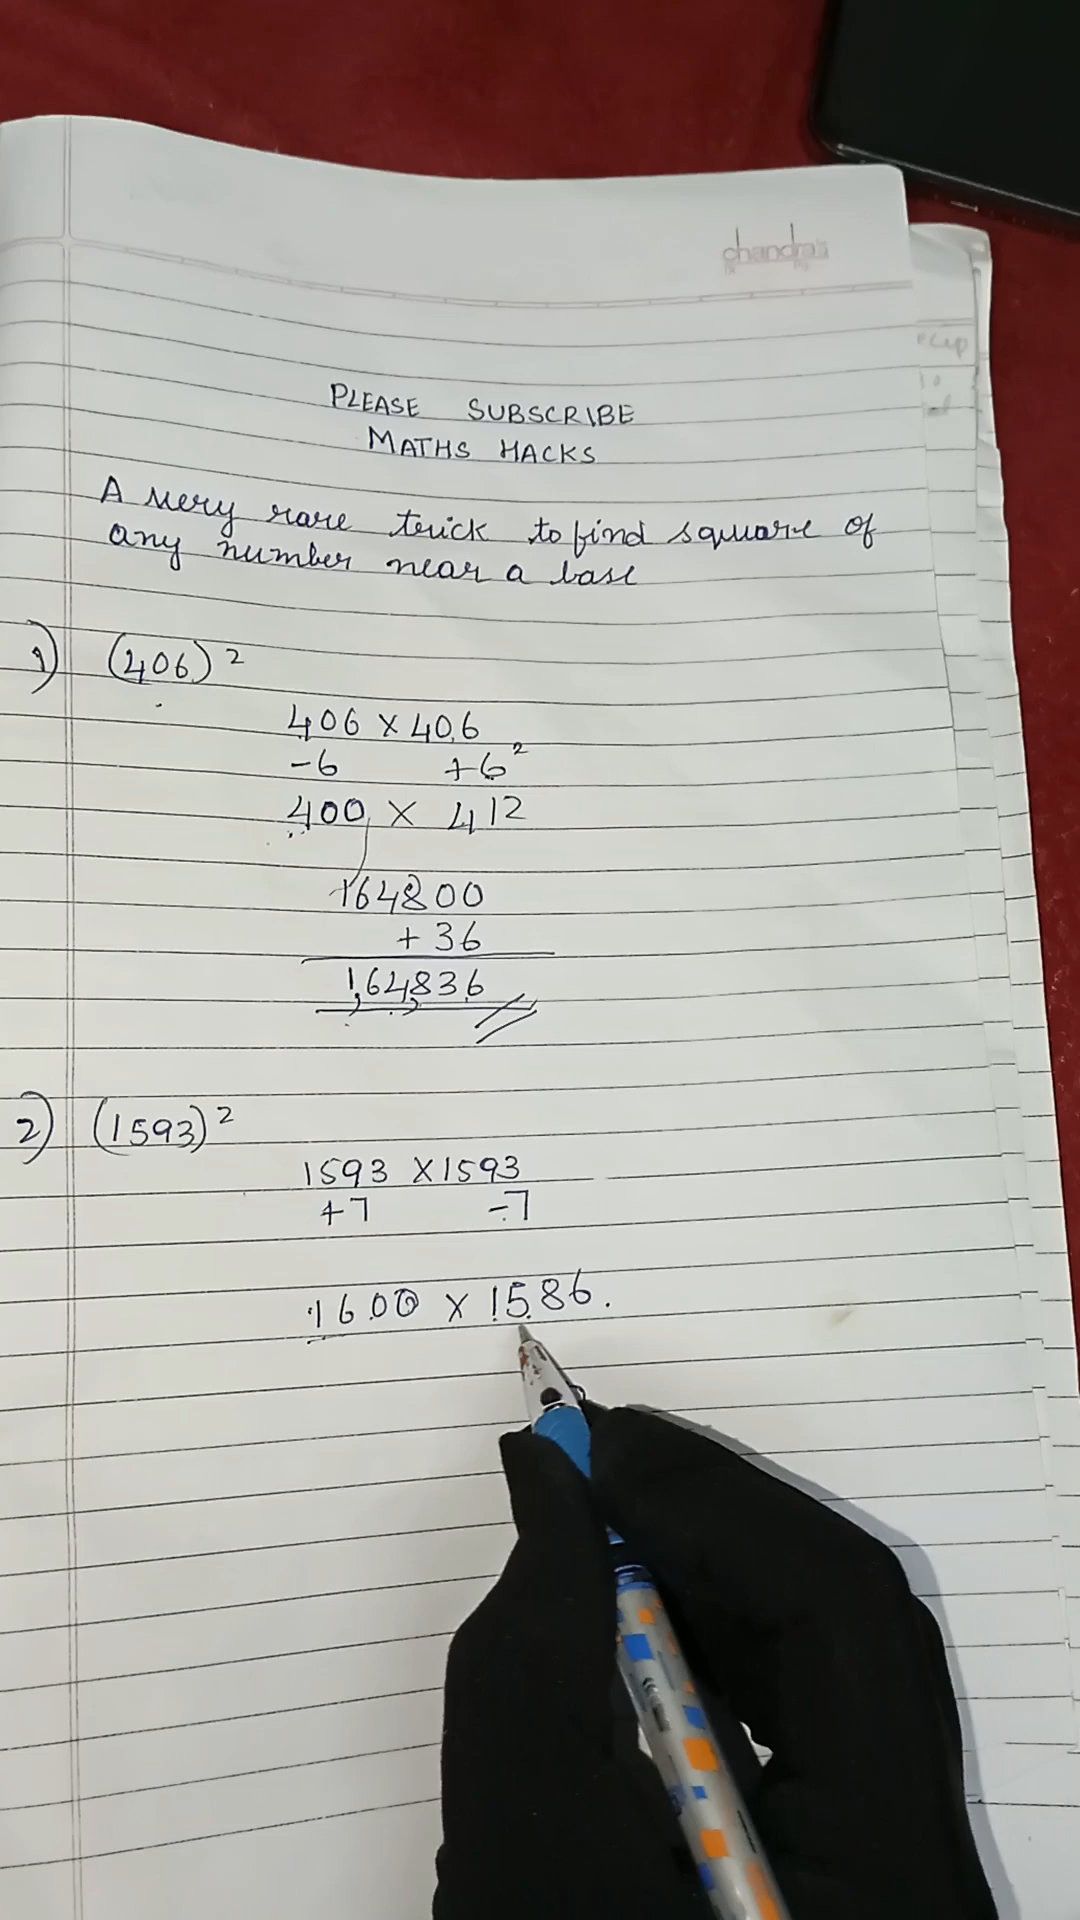 chandra's
ecip
PLEASE SUBSCRIBE
MATHS HACKS
A very rare trick to find square of
any number near a base
1) (406)²
406 × 406
-6 +6²
400 × 412
164800
+ 36
1,64,836
2) (1593)²
1593 × 1593
+7 -7
1600 × 1586.